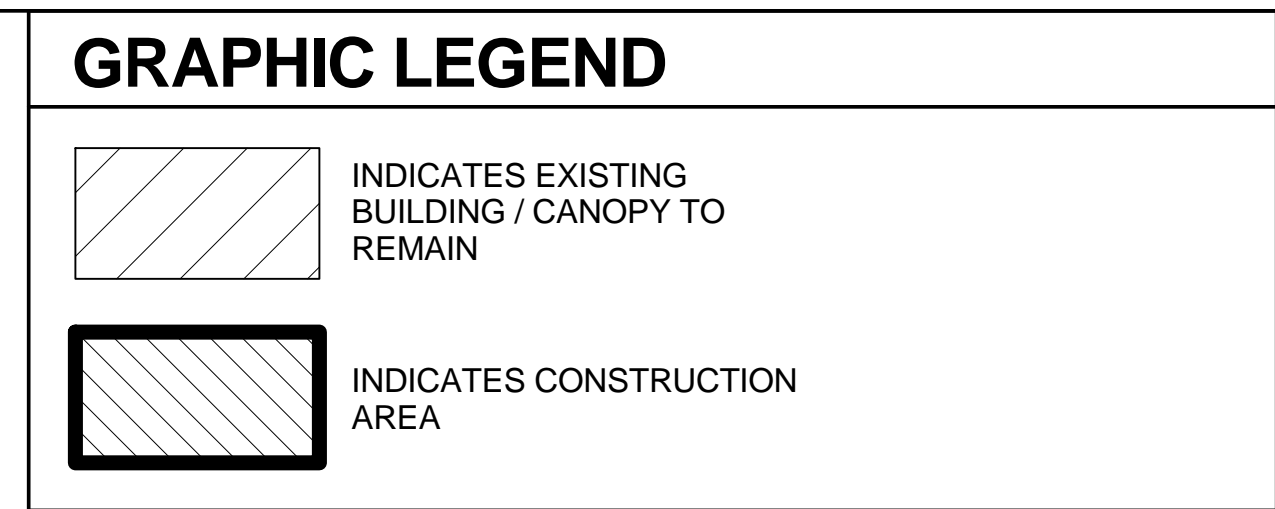 GRAPHIC LEGEND
INDICATES EXISTING
BUILDING / CANOPY TO
REMAIN
INDICATES CONSTRUCTION
AREA